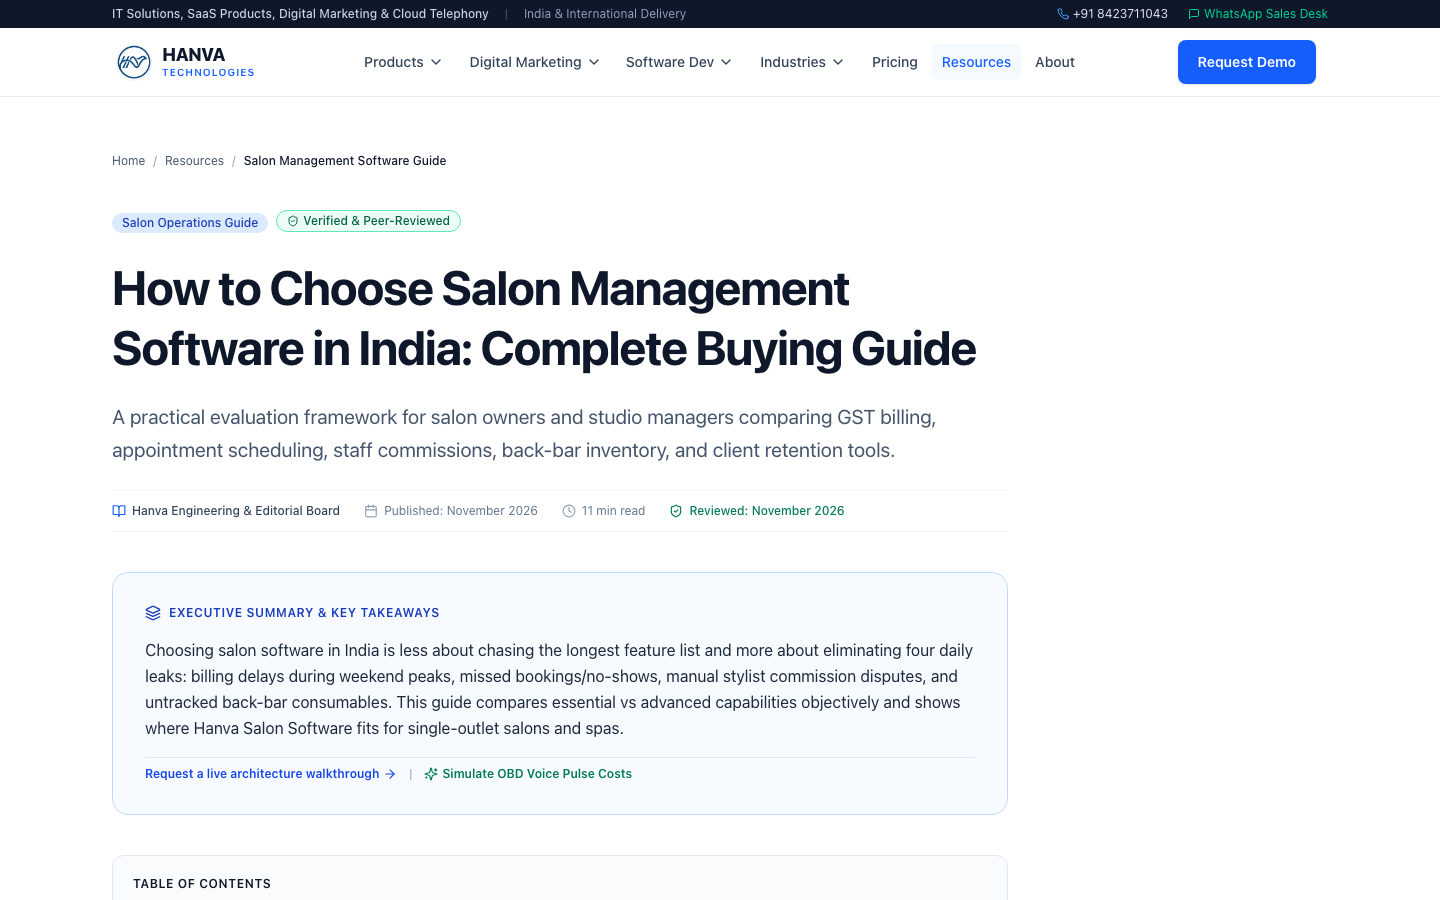 IT Solutions, SaaS Products, Digital Marketing & Cloud Telephony | India & International Delivery
+91 8423711043 WhatsApp Sales Desk
HANVA
TECHNOLOGIES
Products Digital Marketing Software Dev Industries Pricing Resources About
Request Demo
Home / Resources / Salon Management Software Guide
Salon Operations Guide
Verified & Peer-Reviewed
How to Choose Salon Management
Software in India: Complete Buying Guide
A practical evaluation framework for salon owners and studio managers comparing GST billing,
appointment scheduling, staff commissions, back-bar inventory, and client retention tools.
Hanva Engineering & Editorial Board Published: November 2026 11 min read Reviewed: November 2026
EXECUTIVE SUMMARY & KEY TAKEAWAYS
Choosing salon software in India is less about chasing the longest feature list and more about eliminating four daily
leaks: billing delays during weekend peaks, missed bookings/no-shows, manual stylist commission disputes, and
untracked back-bar consumables. This guide compares essential vs advanced capabilities objectively and shows
where Hanva Salon Software fits for single-outlet salons and spas.
Request a live architecture walkthrough → | Simulate OBD Voice Pulse Costs
TABLE OF CONTENTS